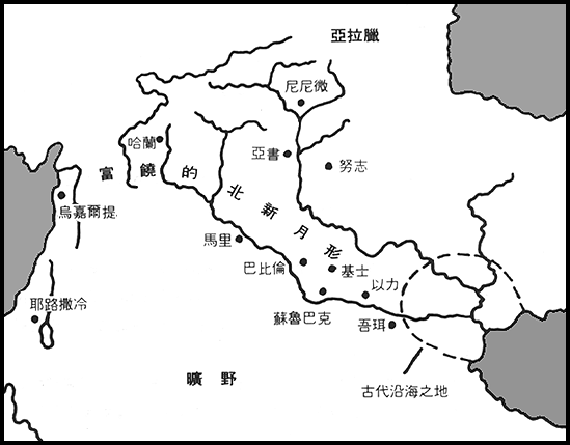 亞拉臘
尼尼微
哈蘭
亞書
努志
富饒的北新月形
烏嘉爾提
馬里
巴比倫
基士
以力
耶路撒冷
蘇魯巴克
吾珥
曠野
古代沿海之地